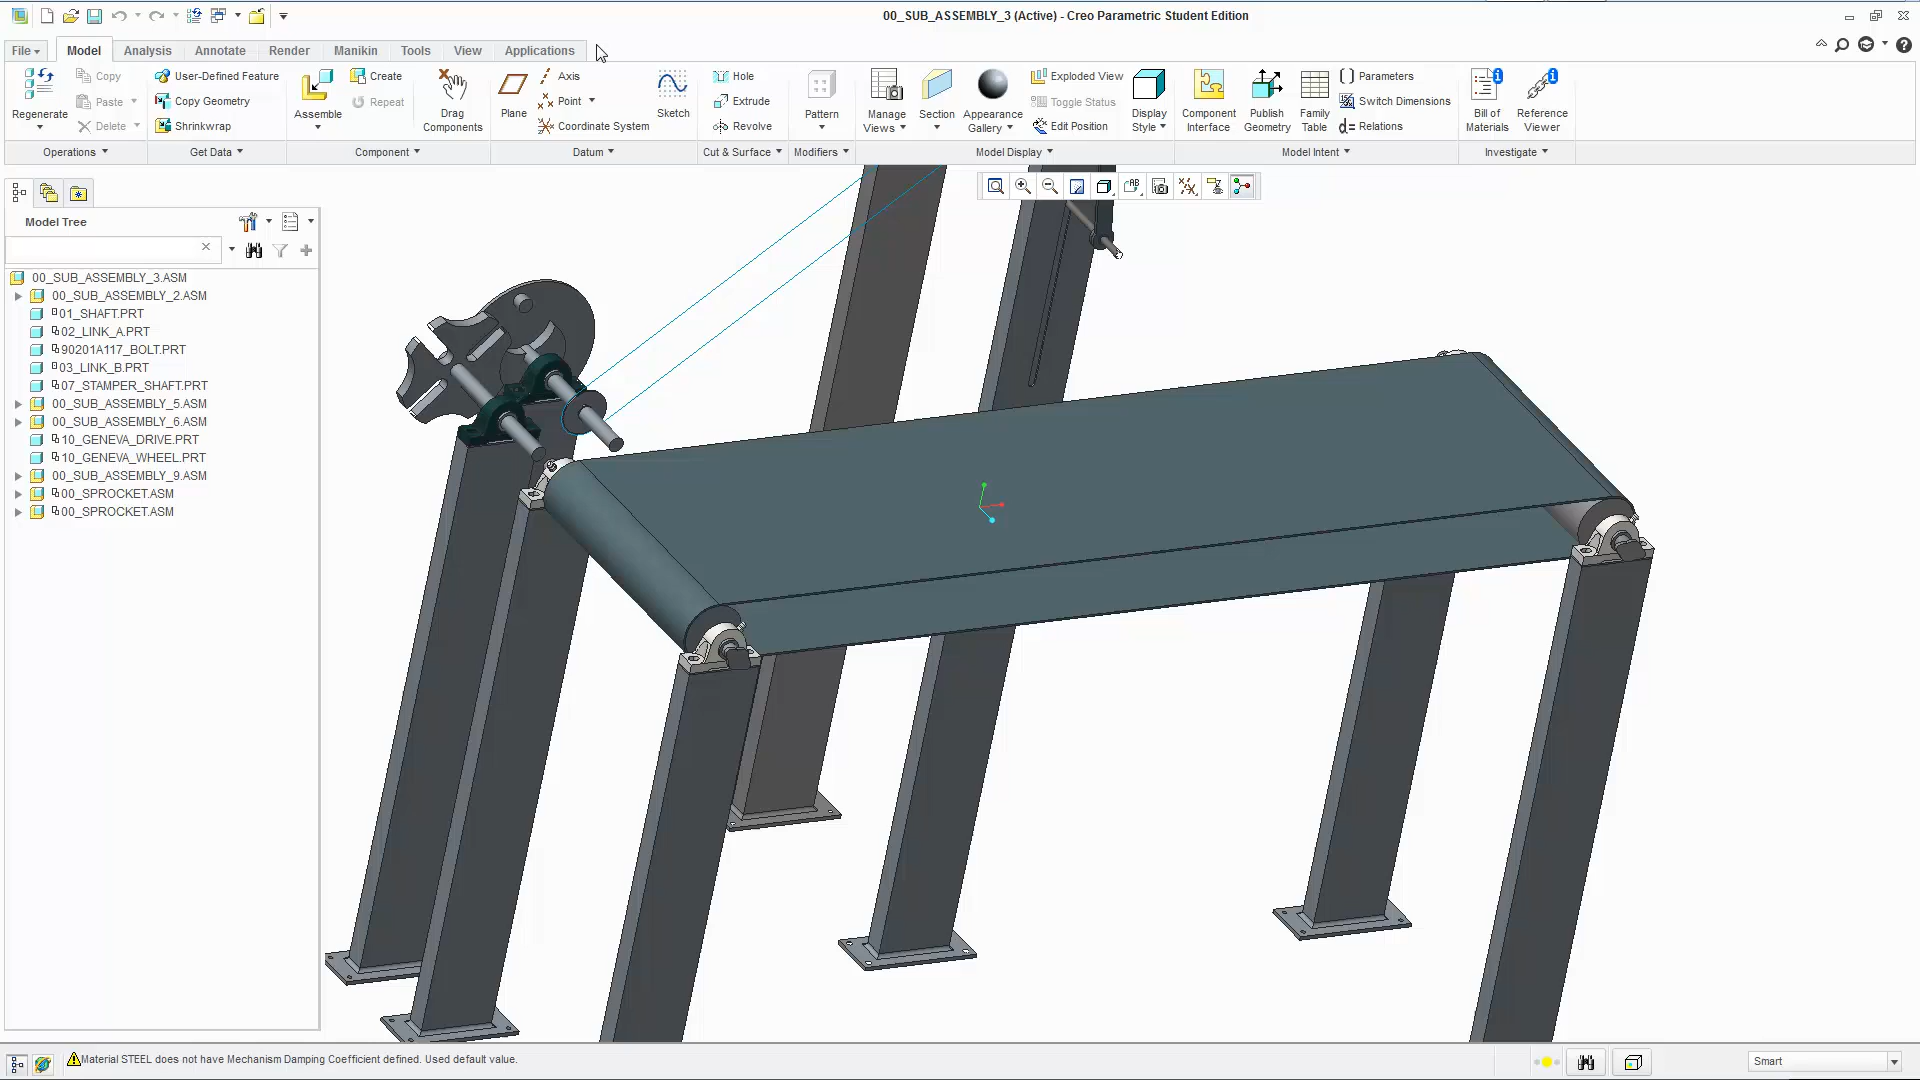 00_SUB_ASSEMBLY_3 (Active) - Creo Parametric Student Edition
File Model Analysis Annotate Render Manikin Tools View Applications
Regenerate
Copy
Paste
Delete
Operations
User-Defined Feature
Copy Geometry
Shrinkwrap
Get Data
Assemble
Create
Repeat
Drag
Components
Component
Plane
Axis
Point
Coordinate System
Sketch
Datum
Hole
Extrude
Revolve
Cut & Surface
Pattern
Modifiers
Manage
Views
Section
Appearance
Gallery
Exploded View
Toggle Status
Edit Position
Display
Style
Model Display
Component
Interface
Publish
Geometry
Family
Table
Parameters
Switch Dimensions
Relations
Model Intent
Bill of
Materials
Reference
Viewer
Investigate
Model Tree
00_SUB_ASSEMBLY_3.ASM
00_SUB_ASSEMBLY_2.ASM
01_SHAFT.PRT
02_LINK_A.PRT
90201A117_BOLT.PRT
03_LINK_B.PRT
07_STAMPER_SHAFT.PRT
00_SUB_ASSEMBLY_5.ASM
00_SUB_ASSEMBLY_6.ASM
10_GENEVA_DRIVE.PRT
10_GENEVA_WHEEL.PRT
00_SUB_ASSEMBLY_9.ASM
00_SPROCKET.ASM
00_SPROCKET.ASM
Material STEEL does not have Mechanism Damping Coefficient defined. Used default value.
Smart